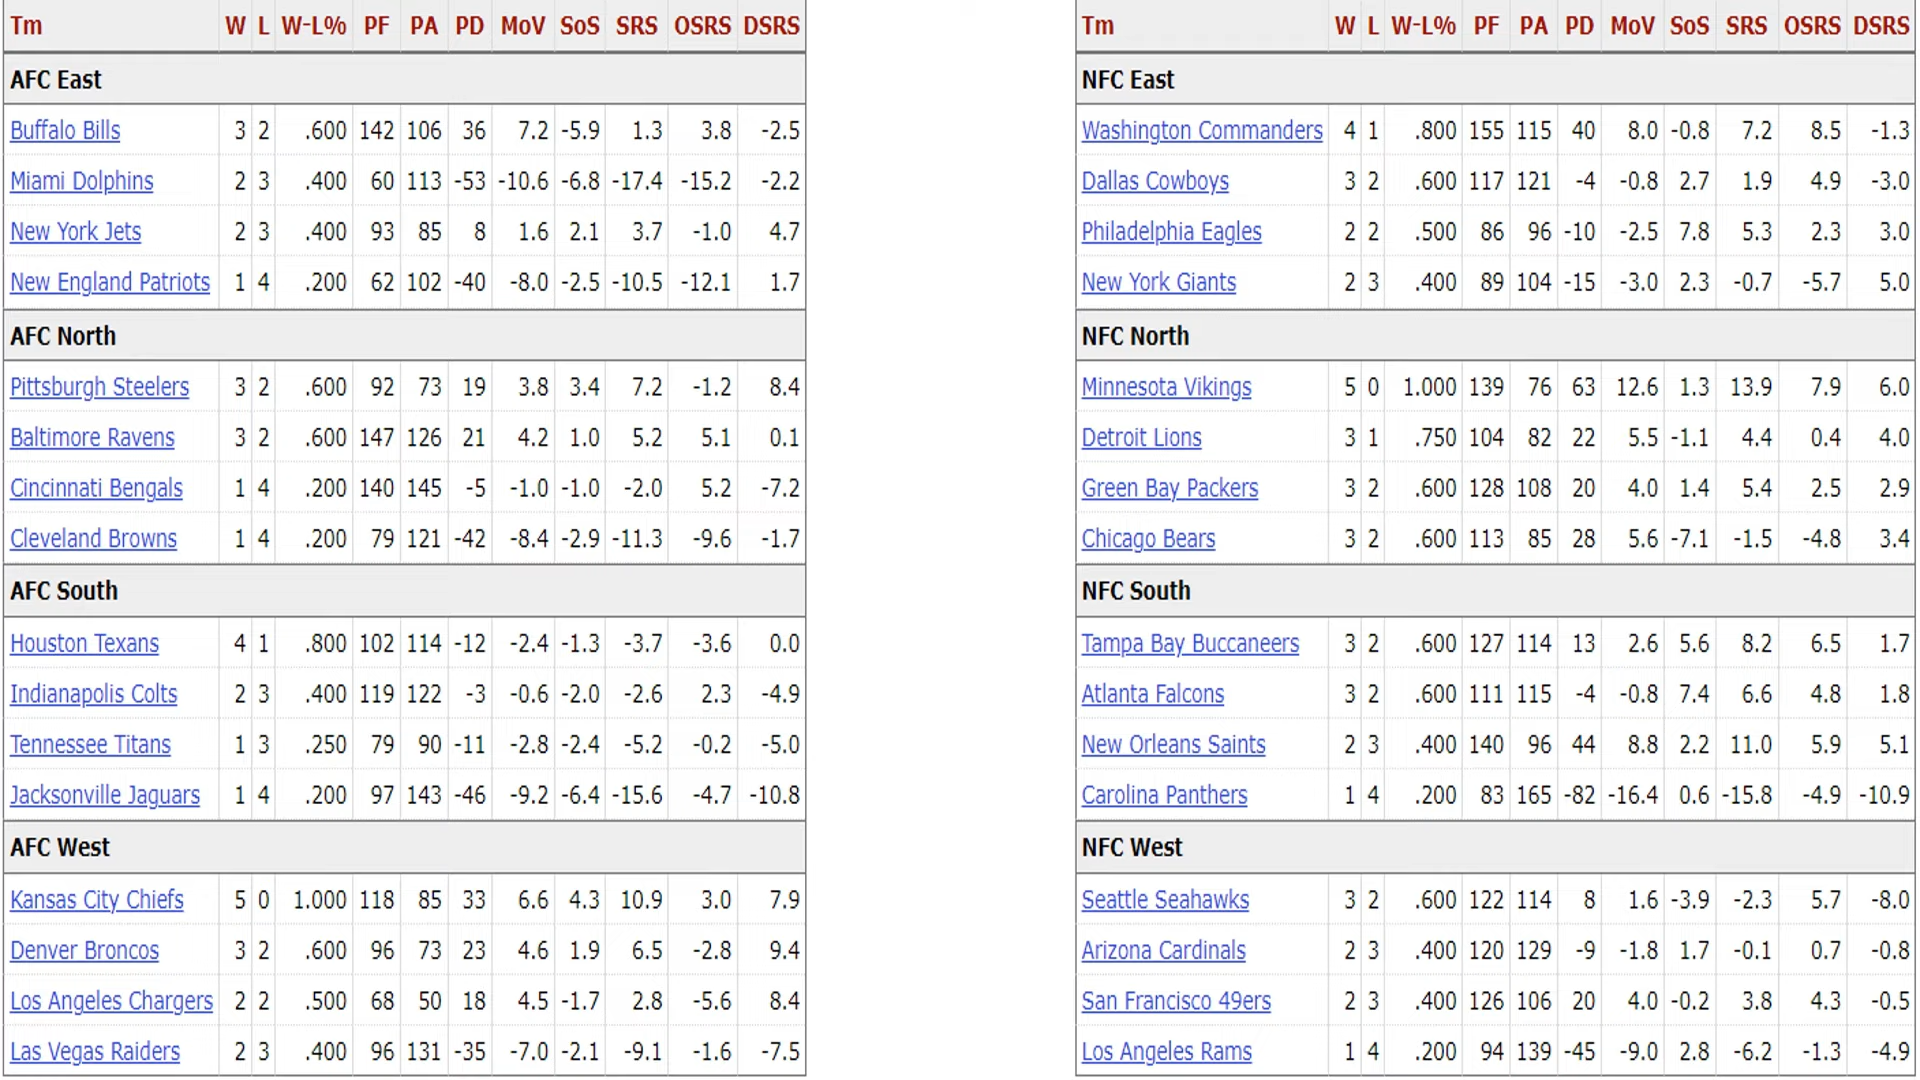 Tm W L W-L% PF PA PD MoV SoS SRS OSRS DSRS
AFC East
Buffalo Bills 3 2 .600 142 106 36 7.2 -5.9 1.3 3.8 -2.5
Miami Dolphins 2 3 .400 60 113 -53 -10.6 -6.8 -17.4 -15.2 -2.2
New York Jets 2 3 .400 93 85 8 1.6 2.1 3.7 -1.0 4.7
New England Patriots 1 4 .200 62 102 -40 -8.0 -2.5 -10.5 -12.1 1.7
AFC North
Pittsburgh Steelers 3 2 .600 92 73 19 3.8 3.4 7.2 -1.2 8.4
Baltimore Ravens 3 2 .600 147 126 21 4.2 1.0 5.2 5.1 0.1
Cincinnati Bengals 1 4 .200 140 145 -5 -1.0 -1.0 -2.0 5.2 -7.2
Cleveland Browns 1 4 .200 79 121 -42 -8.4 -2.9 -11.3 -9.6 -1.7
AFC South
Houston Texans 4 1 .800 102 114 -12 -2.4 -1.3 -3.7 -3.6 0.0
Indianapolis Colts 2 3 .400 119 122 -3 -0.6 -2.0 -2.6 2.3 -4.9
Tennessee Titans 1 3 .250 79 90 -11 -2.8 -2.4 -5.2 -0.2 -5.0
Jacksonville Jaguars 1 4 .200 97 143 -46 -9.2 -6.4 -15.6 -4.7 -10.8
AFC West
Kansas City Chiefs 5 0 1.000 118 85 33 6.6 4.3 10.9 3.0 7.9
Denver Broncos 3 2 .600 96 73 23 4.6 1.9 6.5 -2.8 9.4
Los Angeles Chargers 2 2 .500 68 50 18 4.5 -1.7 2.8 -5.6 8.4
Las Vegas Raiders 2 3 .400 96 131 -35 -7.0 -2.1 -9.1 -1.6 -7.5
Tm W L W-L% PF PA PD MoV SoS SRS OSRS DSRS
NFC East
Washington Commanders 4 1 .800 155 115 40 8.0 -0.8 7.2 8.5 -1.3
Dallas Cowboys 3 2 .600 117 121 -4 -0.8 2.7 1.9 4.9 -3.0
Philadelphia Eagles 2 2 .500 86 96 -10 -2.5 7.8 5.3 2.3 3.0
New York Giants 2 3 .400 89 104 -15 -3.0 2.3 -0.7 -5.7 5.0
NFC North
Minnesota Vikings 5 0 1.000 139 76 63 12.6 1.3 13.9 7.9 6.0
Detroit Lions 3 1 .750 104 82 22 5.5 -1.1 4.4 0.4 4.0
Green Bay Packers 3 2 .600 128 108 20 4.0 1.4 5.4 2.5 2.9
Chicago Bears 3 2 .600 113 85 28 5.6 -7.1 -1.5 -4.8 3.4
NFC South
Tampa Bay Buccaneers 3 2 .600 127 114 13 2.6 5.6 8.2 6.5 1.7
Atlanta Falcons 3 2 .600 111 115 -4 -0.8 7.4 6.6 4.8 1.8
New Orleans Saints 2 3 .400 140 96 44 8.8 2.2 11.0 5.9 5.1
Carolina Panthers 1 4 .200 83 165 -82 -16.4 0.6 -15.8 -4.9 -10.9
NFC West
Seattle Seahawks 3 2 .600 122 114 8 1.6 -3.9 -2.3 5.7 -8.0
Arizona Cardinals 2 3 .400 120 129 -9 -1.8 1.7 -0.1 0.7 -0.8
San Francisco 49ers 2 3 .400 126 106 20 4.0 -0.2 3.8 4.3 -0.5
Los Angeles Rams 1 4 .200 94 139 -45 -9.0 2.8 -6.2 -1.3 -4.9